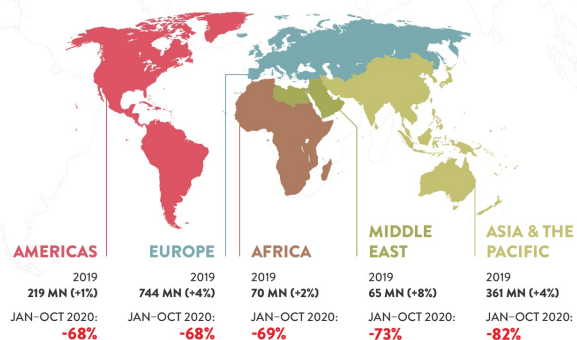 AMERICAS
2019
219 MN (+1%)
JAN–OCT 2020:
-68%
EUROPE
2019
744 MN (+4%)
JAN–OCT 2020:
-68%
AFRICA
2019
70 MN (+2%)
JAN–OCT 2020:
-69%
MIDDLE
EAST
2019
65 MN (+8%)
JAN–OCT 2020:
-73%
ASIA & THE
PACIFIC
2019
361 MN (+4%)
JAN–OCT 2020:
-82%